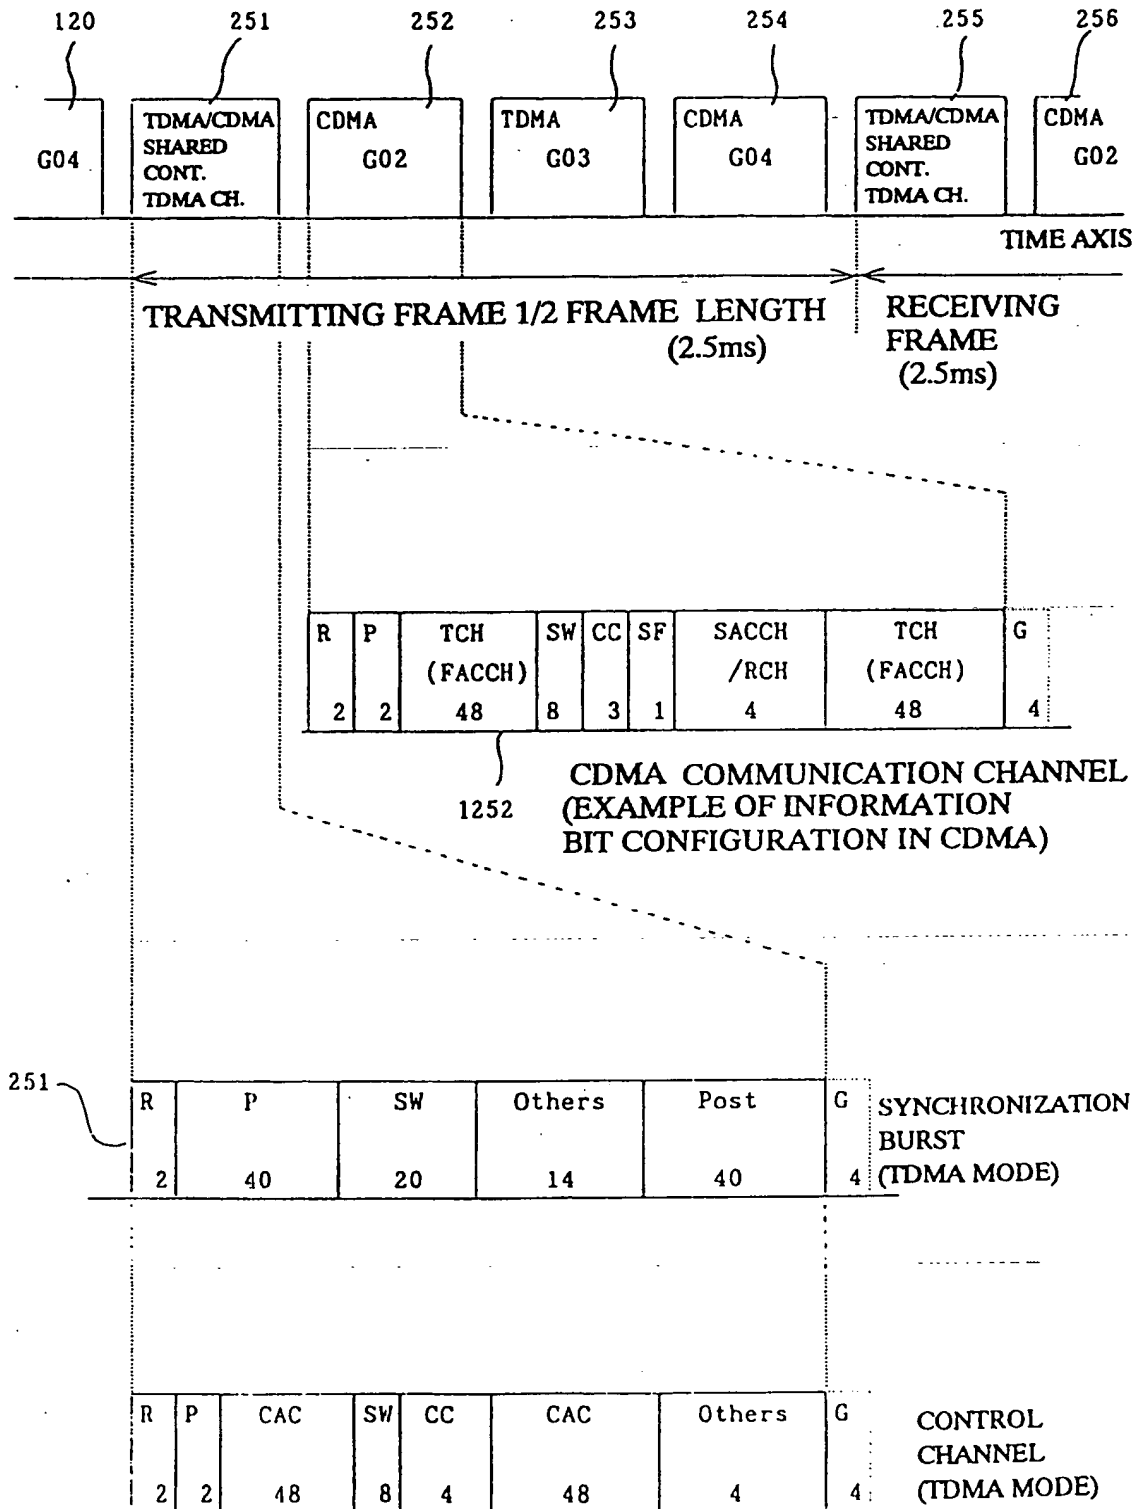 120 251 252 253 254 255 256
G04
TDMA/CDMA
SHARED
CONT.
TDMA CH.
CDMA
G02
TDMA
G03
CDMA
G04
TDMA/CDMA
SHARED
CONT.
TDMA CH.
CDMA
G02
TIME AXIS
TRANSMITTING FRAME 1/2 FRAME LENGTH
(2.5ms)
RECEIVING
FRAME
(2.5ms)
R P TCH SW CC SF SACCH TCH G
(FACCH) /RCH (FACCH)
2 2 48 8 3 1 4 48 4
1252
CDMA COMMUNICATION CHANNEL
(EXAMPLE OF INFORMATION
BIT CONFIGURATION IN CDMA)
251
R P SW Others Post G
2 40 20 14 40 4
SYNCHRONIZATION
BURST
(TDMA MODE)
R P CAC SW CC CAC Others G
2 2 48 8 4 48 4 4
CONTROL
CHANNEL
(TDMA MODE)